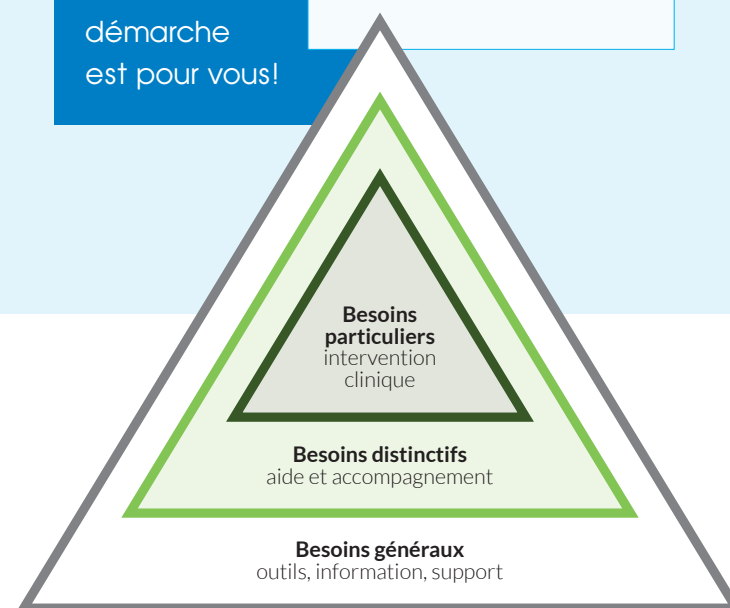 démarche
est pour vous!
Besoins
particuliers
intervention
clinique
Besoins distinctifs
aide et accompagnement
Besoins généraux
outils, information, support